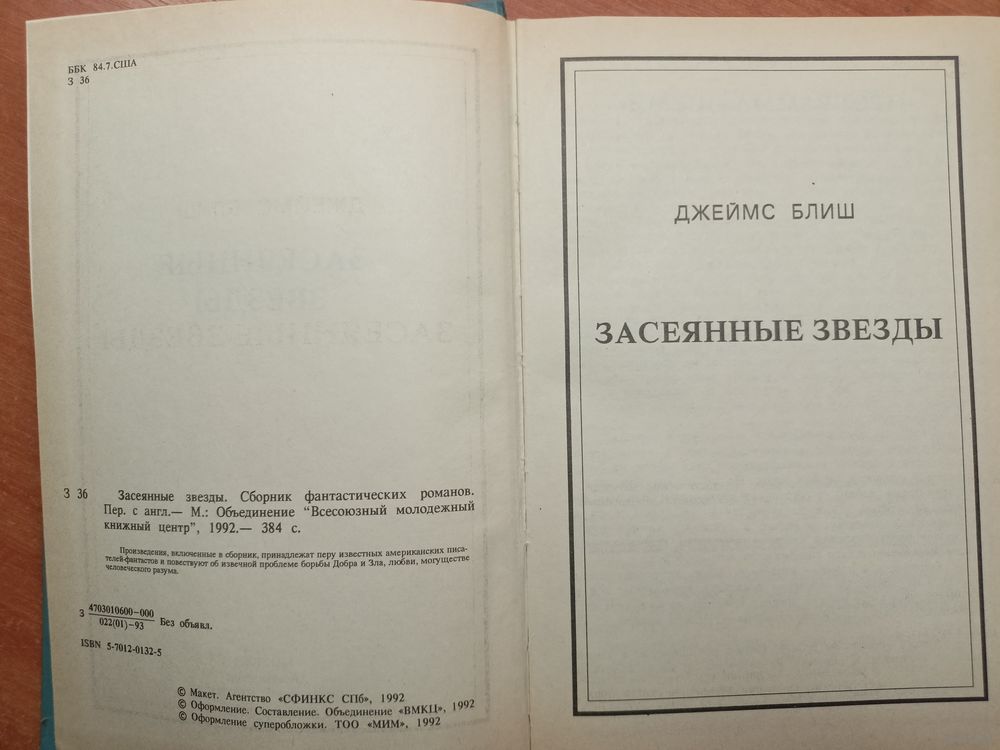 ББК 84.7.США
З 36
З 36 Засеянные звезды. Сборник фантастических романов.
Пер. с англ.— М.: Объединение "Всесоюзный молодежный
книжный центр", 1992.— 384 с.
Произведения, включенные в сборник, принадлежат перу известных американских писа-
телей-фантастов и повествуют об извечной проблеме борьбы Добра и Зла, любви, могуществе
человеческого разума.
З 4703010600—000
022(01)—93 Без объявл.
ISBN 5-7012-0132-5
© Макет. Агентство «СФИНКС СПб», 1992
© Оформление. Составление. Объединение «ВМКЦ», 1992
© Оформление суперобложки. ТОО «МИМ», 1992
ДЖЕЙМС БЛИШ
ЗАСЕЯННЫЕ ЗВЕЗДЫ